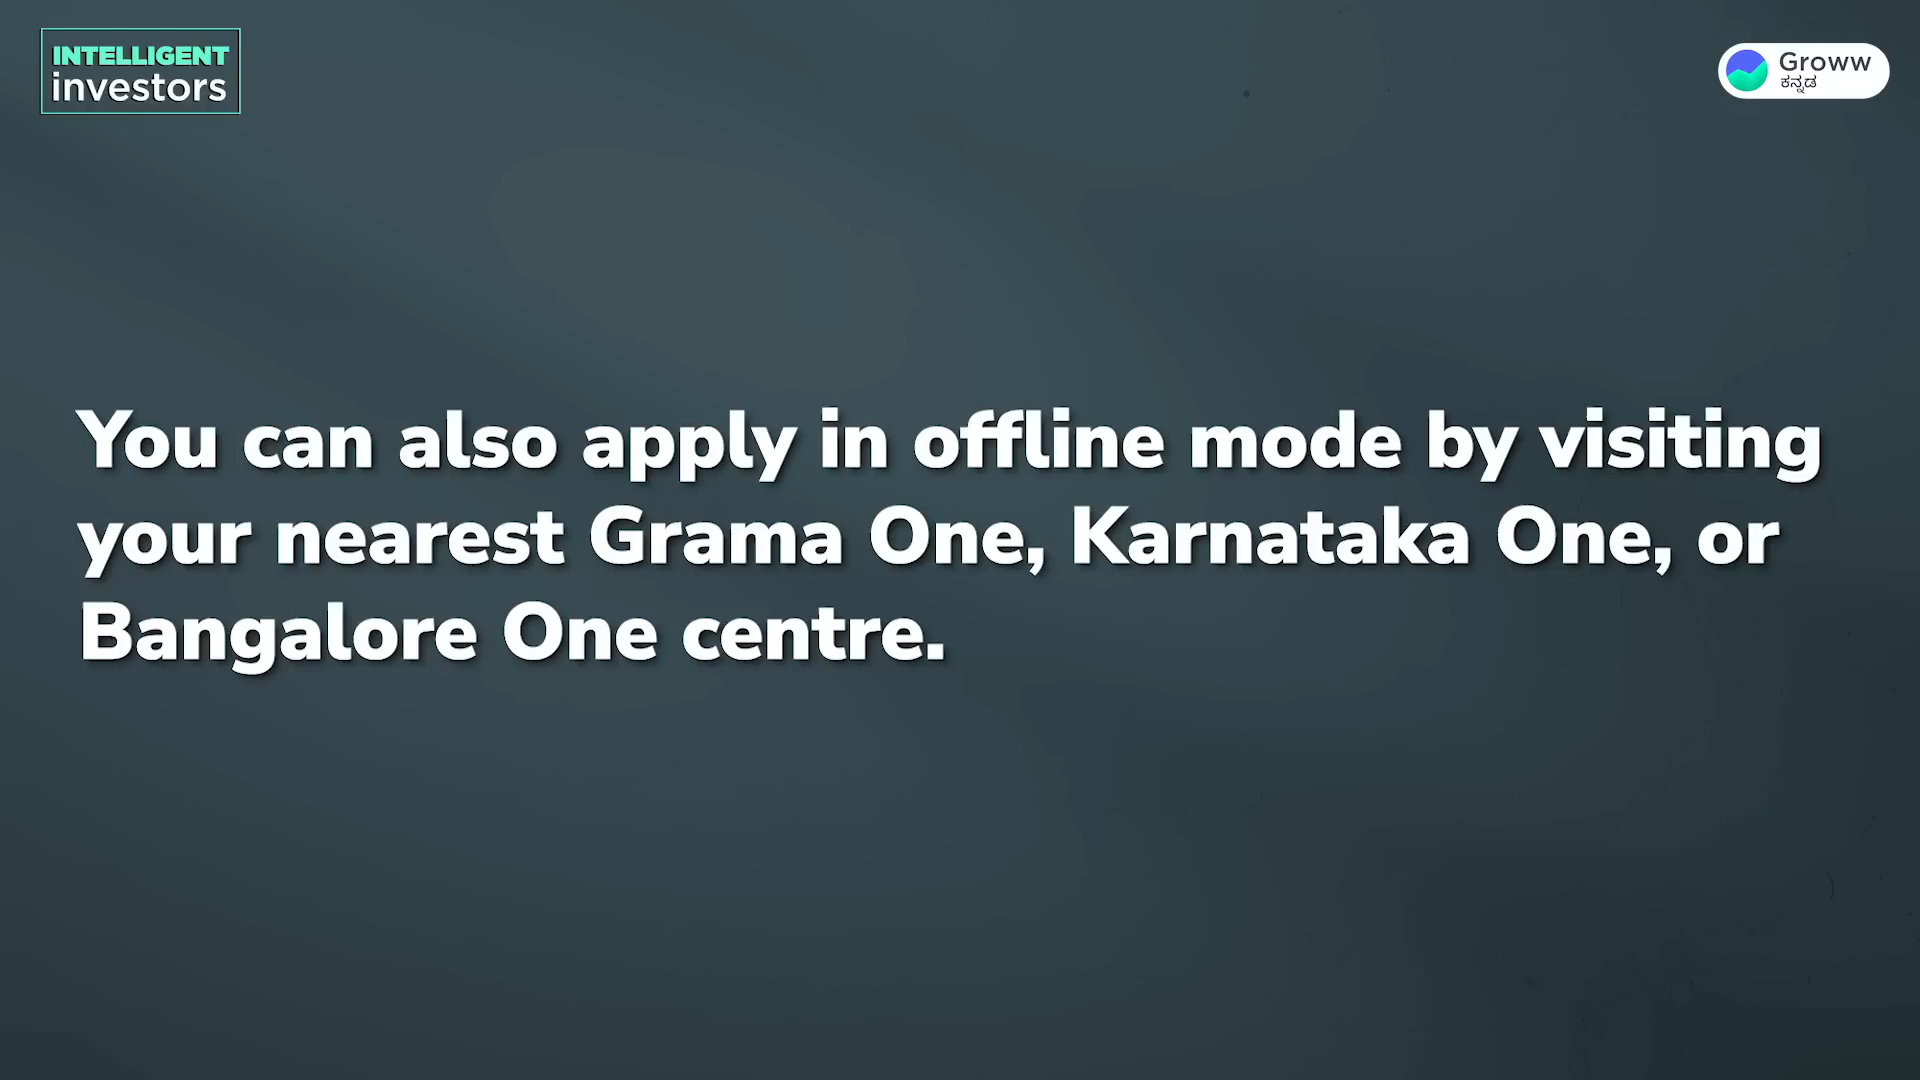 INTELLIGENT
investors
Groww
ಕನ್ನಡ
You can also apply in offline mode by visiting
your nearest Grama One, Karnataka One, or
Bangalore One centre.